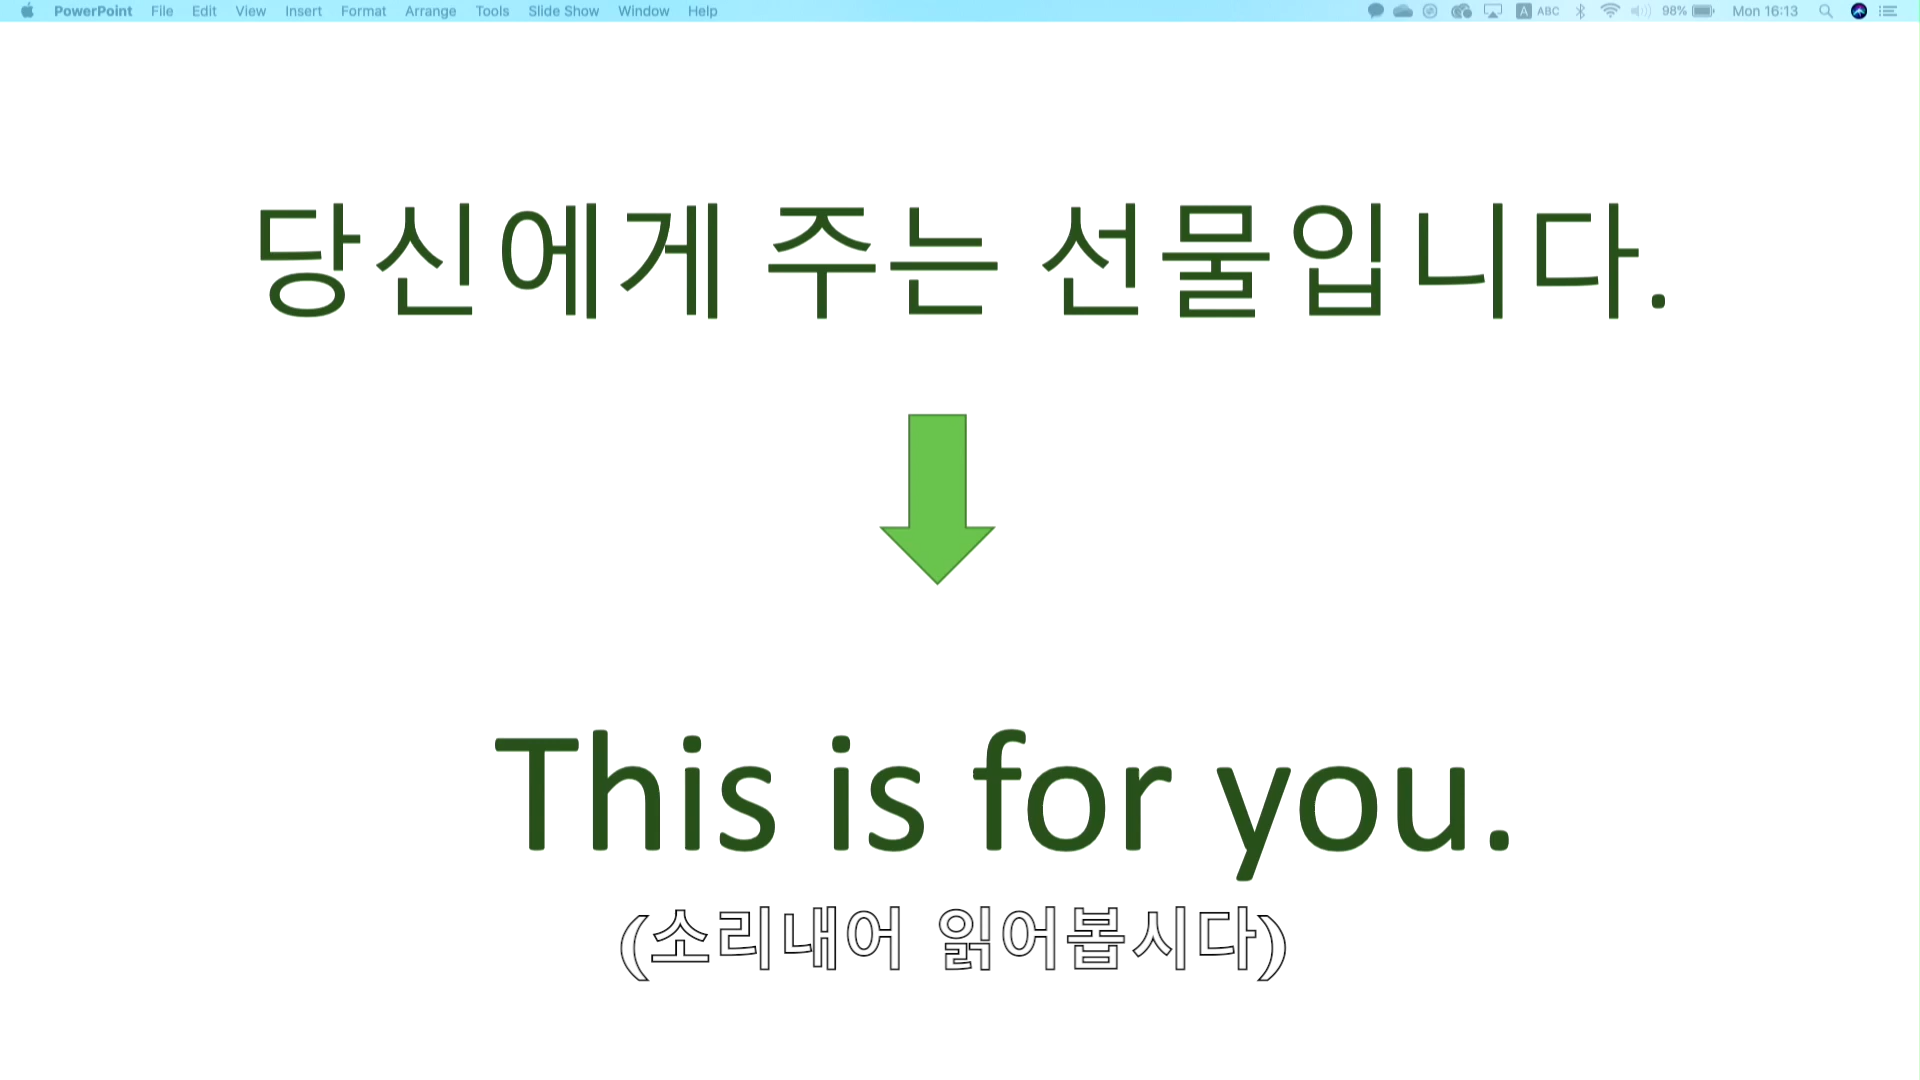 PowerPoint File Edit View Insert Format Arrange Tools Slide Show Window Help A ABC 98% Mon 16:13
당신에게 주는 선물입니다.
This is for you.
(소리내어 읽어봅시다)